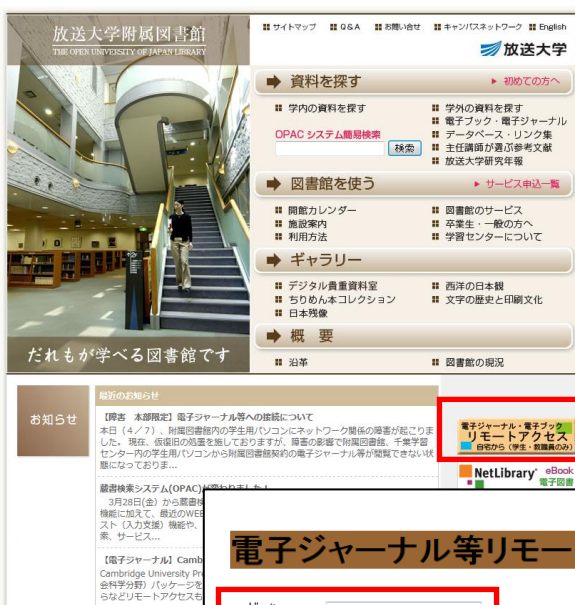 放送大学附属図書館
THE OPEN UNIVERSITY OF JAPAN LIBRARY
サイトマップ Q&A お問い合せ キャンパスネットワーク English
放送大学
資料を探す
初めての方へ
学内の資料を探す
学外の資料を探す
電子ブック・電子ジャーナル
OPAC システム簡易検索
データベース・リンク集
検索
主任講師が選ぶ参考文献
放送大学研究年報
図書館を使う
サービス申込一覧
開館カレンダー
図書館のサービス
施設案内
卒業生・一般の方へ
利用方法
学習センターについて
ギャラリー
デジタル貴重資料室
西洋の日本観
ちりめん本コレクション
文字の歴史と印刷文化
日本残像
概 要
だれもが学べる図書館です
沿革
図書館の現況
お知らせ
最近のお知らせ
【障害 本部限定】電子ジャーナル等への接続について
本日(4/7)、附属図書館内の学生用パソコンにネットワーク関係の障害が起こりま
した。 現在、仮復旧の処置を施しておりますが、障害の影響で附属図書館、千葉学習
センター内の学生用パソコンから附属図書館契約の電子ジャーナル等が閲覧できない状
態になっておりま...
電子ジャーナル・電子ブック
リモートアクセス
自宅から(学生・教職員のみ)
NetLibrary eBook
電子図書
蔵書検索システム(OPAC)が変わりました!
3月28日(金)から蔵書検
機能に加えて、最近のWEB
スト(入力支援)機能や、
索、サービス...
【電子ジャーナル】Camb
Cambridge University Pre
会科学分野)パッケージを
らなどリモートアクセスも
電子ジャーナル等リモー